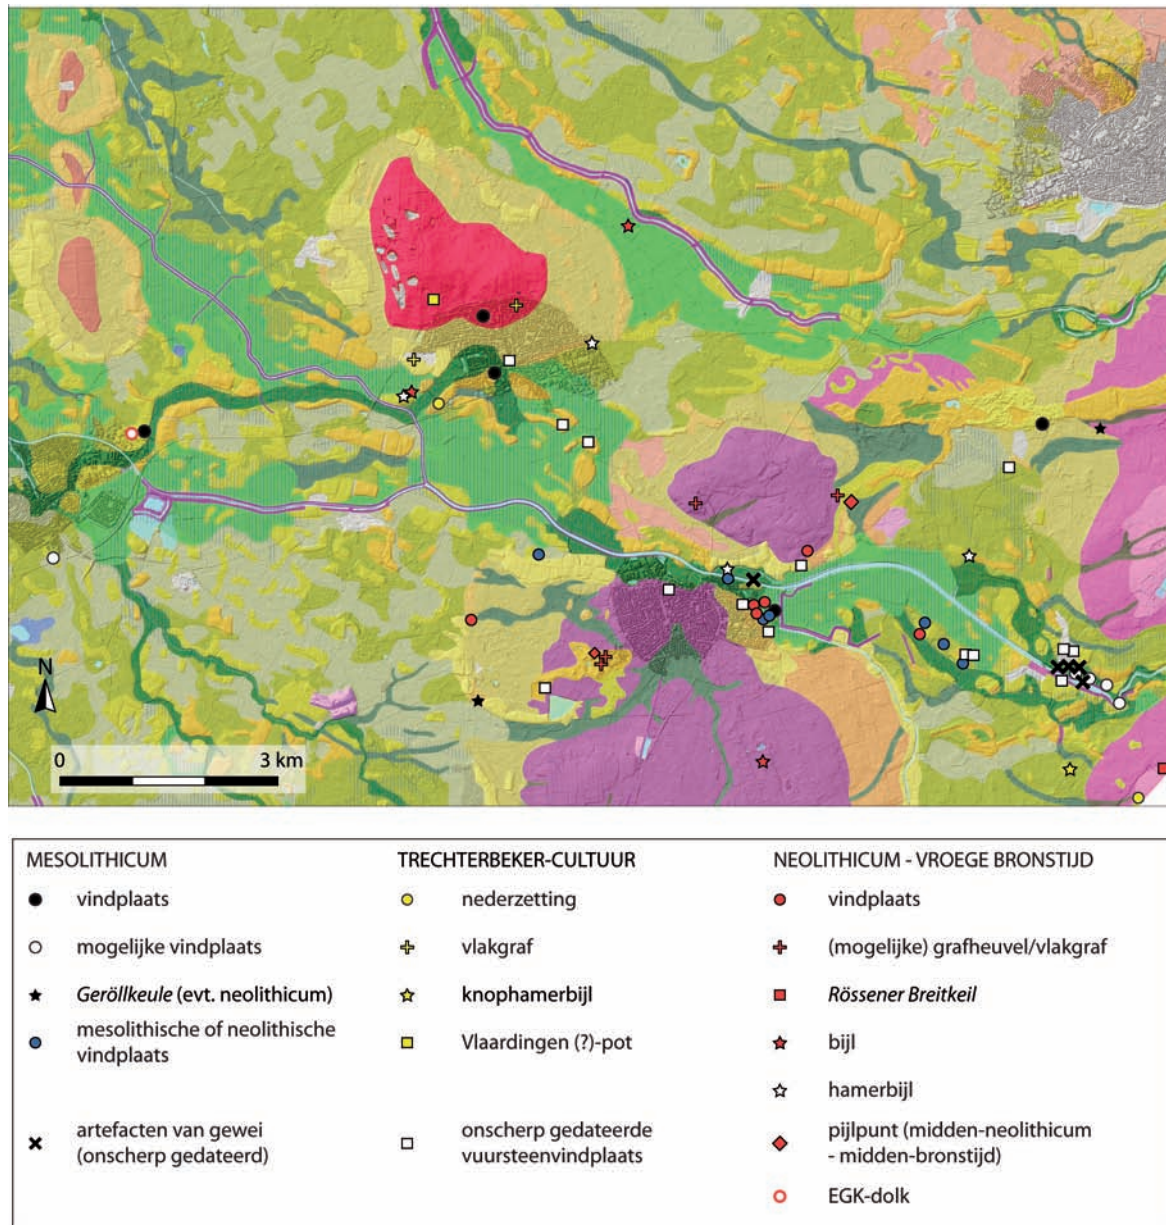 N
0 3 km
MESOLITHICUM
vindplaats
mogelijke vindplaats
Geröllkeule (evt. neolithicum)
mesolithische of neolithische
vindplaats
artefacten van gewei
(onscherp gedateerd)
TRECHTERBEKER-CULTUUR
nederzetting
vlakgraf
knophamerbijl
Vlaardingen (?)-pot
onscherp gedateerde
vuursteenvindplaats
NEOLITHICUM - VROEGE BRONSTIJD
vindplaats
(mogelijke) grafheuvel/vlakgraf
Rössener Breitkeil
bijl
hamerbijl
pijlpunt (midden-neolithicum
- midden-bronstijd)
EGK-dolk